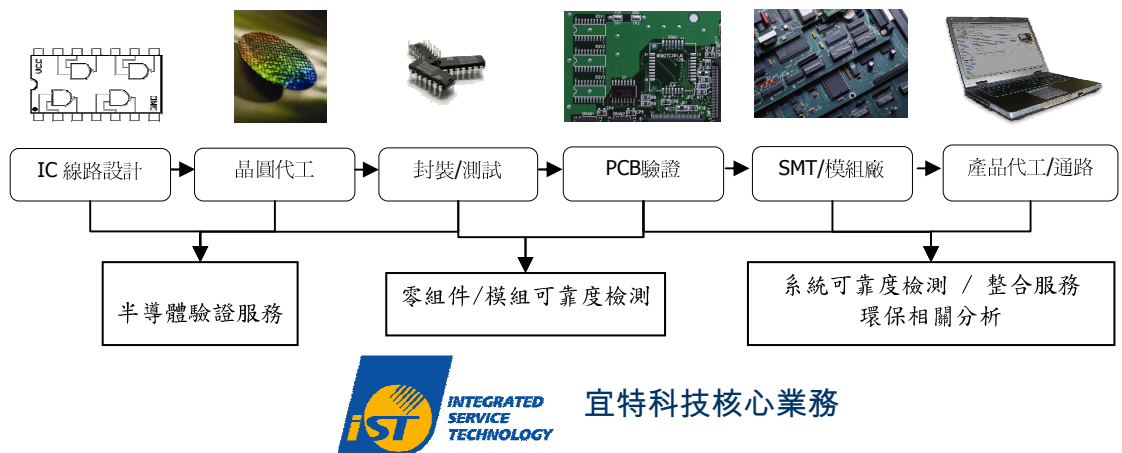 VCC
GND
IC 線路設計
晶圓代工
封裝/測試
PCB驗證
SMT/模組廠
產品代工/通路
半導體驗證服務
零組件/模組可靠度檢測
系統可靠度檢測 / 整合服務
環保相關分析
iST
INTEGRATED
SERVICE
TECHNOLOGY
宜特科技核心業務